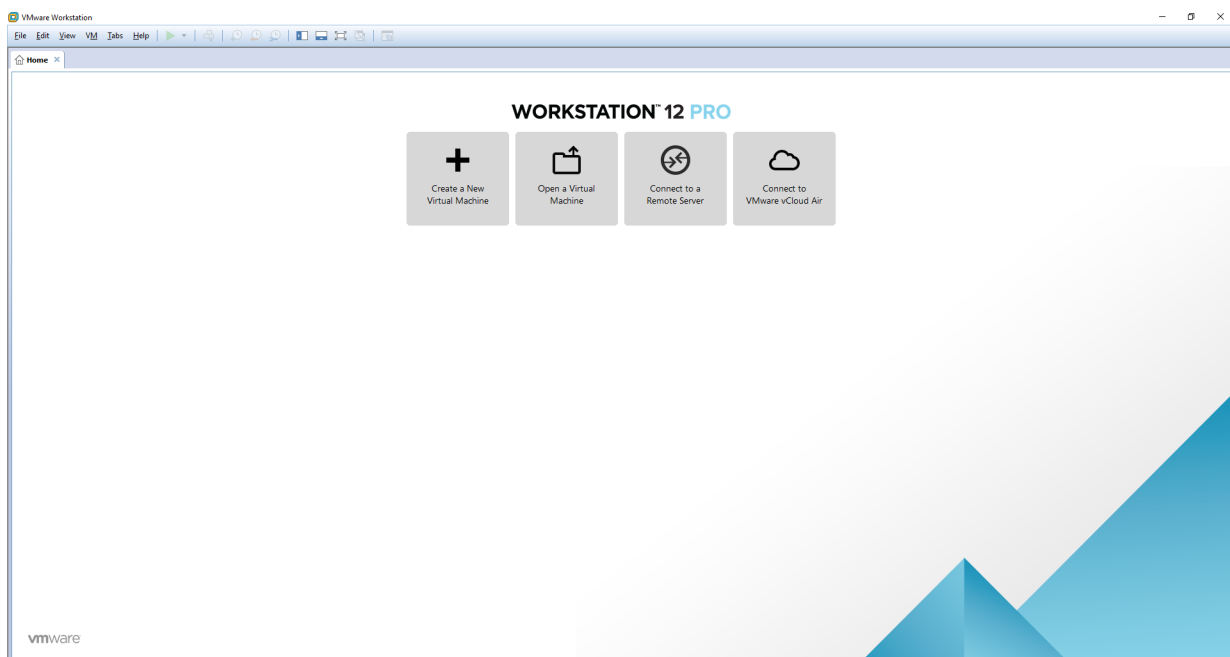 VMware Workstation
File Edit View VM Tabs Help
Home
WORKSTATION™ 12 PRO
Create a New
Virtual Machine
Open a Virtual
Machine
Connect to a
Remote Server
Connect to
VMware vCloud Air
vmware